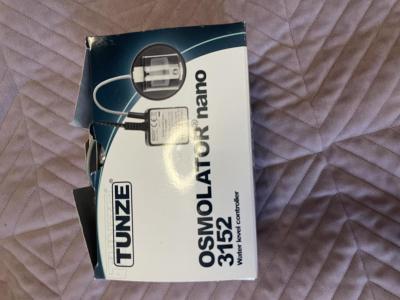 TUNZE®
OSMOLATOR® nano
3152
Water level controller